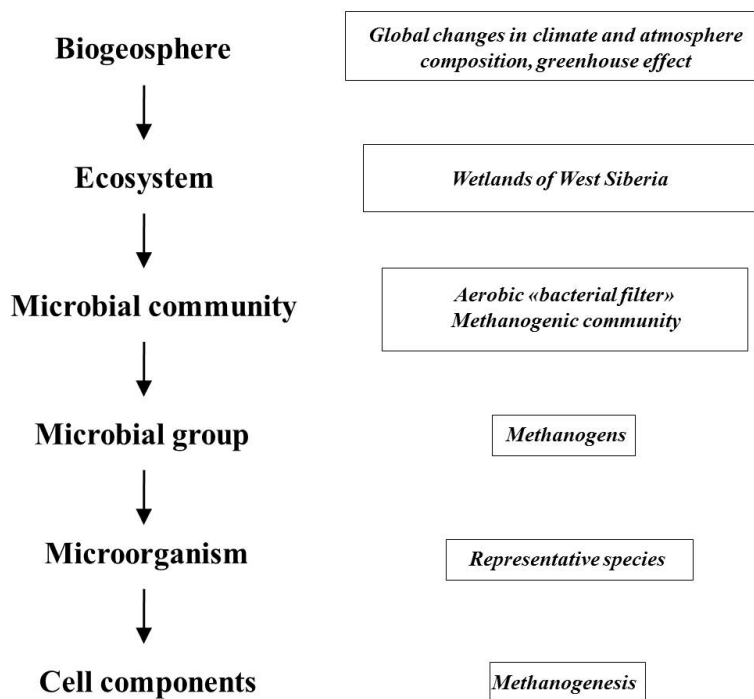 Biogeosphere
Global changes in climate and atmosphere
composition, greenhouse effect
Ecosystem
Wetlands of West Siberia
Microbial community
Aerobic «bacterial filter»
Methanogenic community
Microbial group
Methanogens
Microorganism
Representative species
Cell components
Methanogenesis